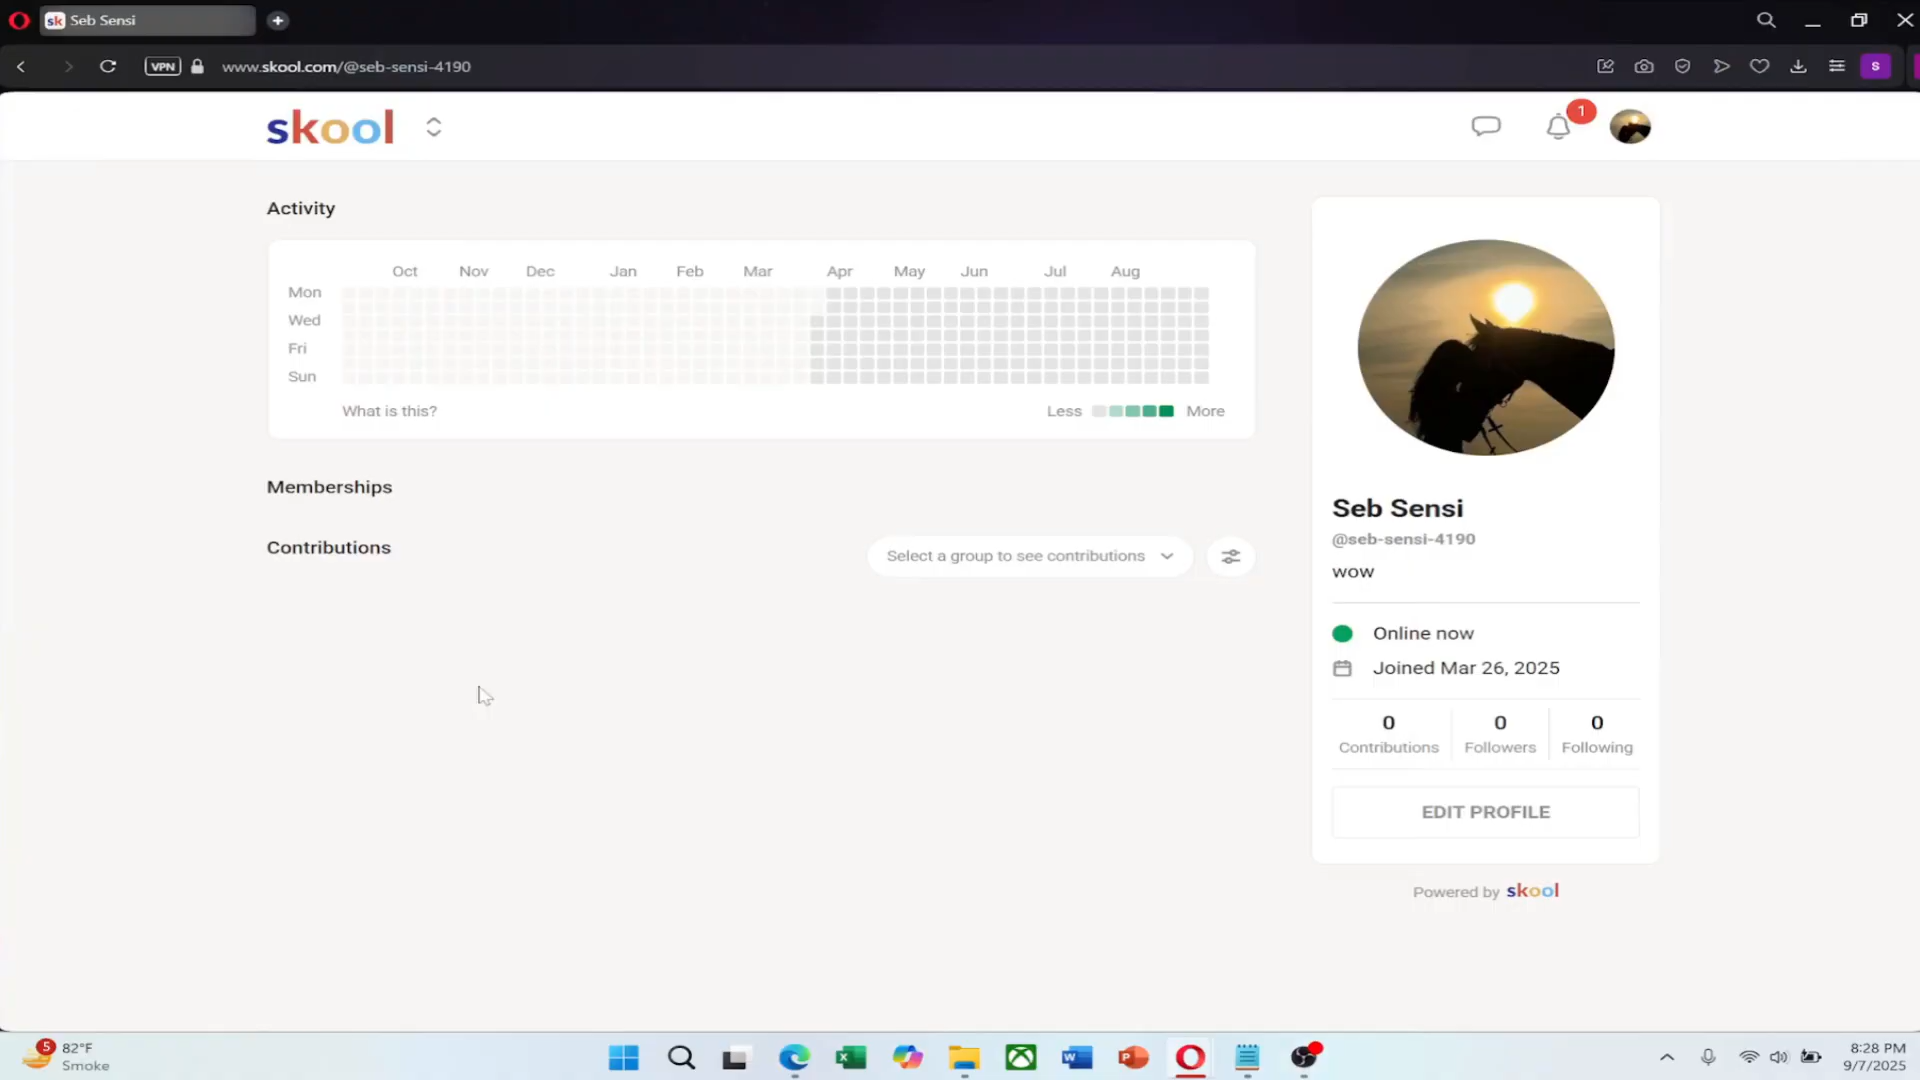 sk Seb Sensi
VPN www.skool.com/@seb-sensi-4190 S
skool 1
Activity
Oct Nov Dec Jan Feb Mar Apr May Jun Jul Aug
Mon
Wed
Fri
Sun
What is this? Less More
Memberships
Contributions Select a group to see contributions
Seb Sensi
@seb-sensi-4190
wow
Online now
Joined Mar 26, 2025
0 0 0
Contributions Followers Following
EDIT PROFILE
Powered by skool
5 82°F
Smoke
8:28 PM
9/7/2025